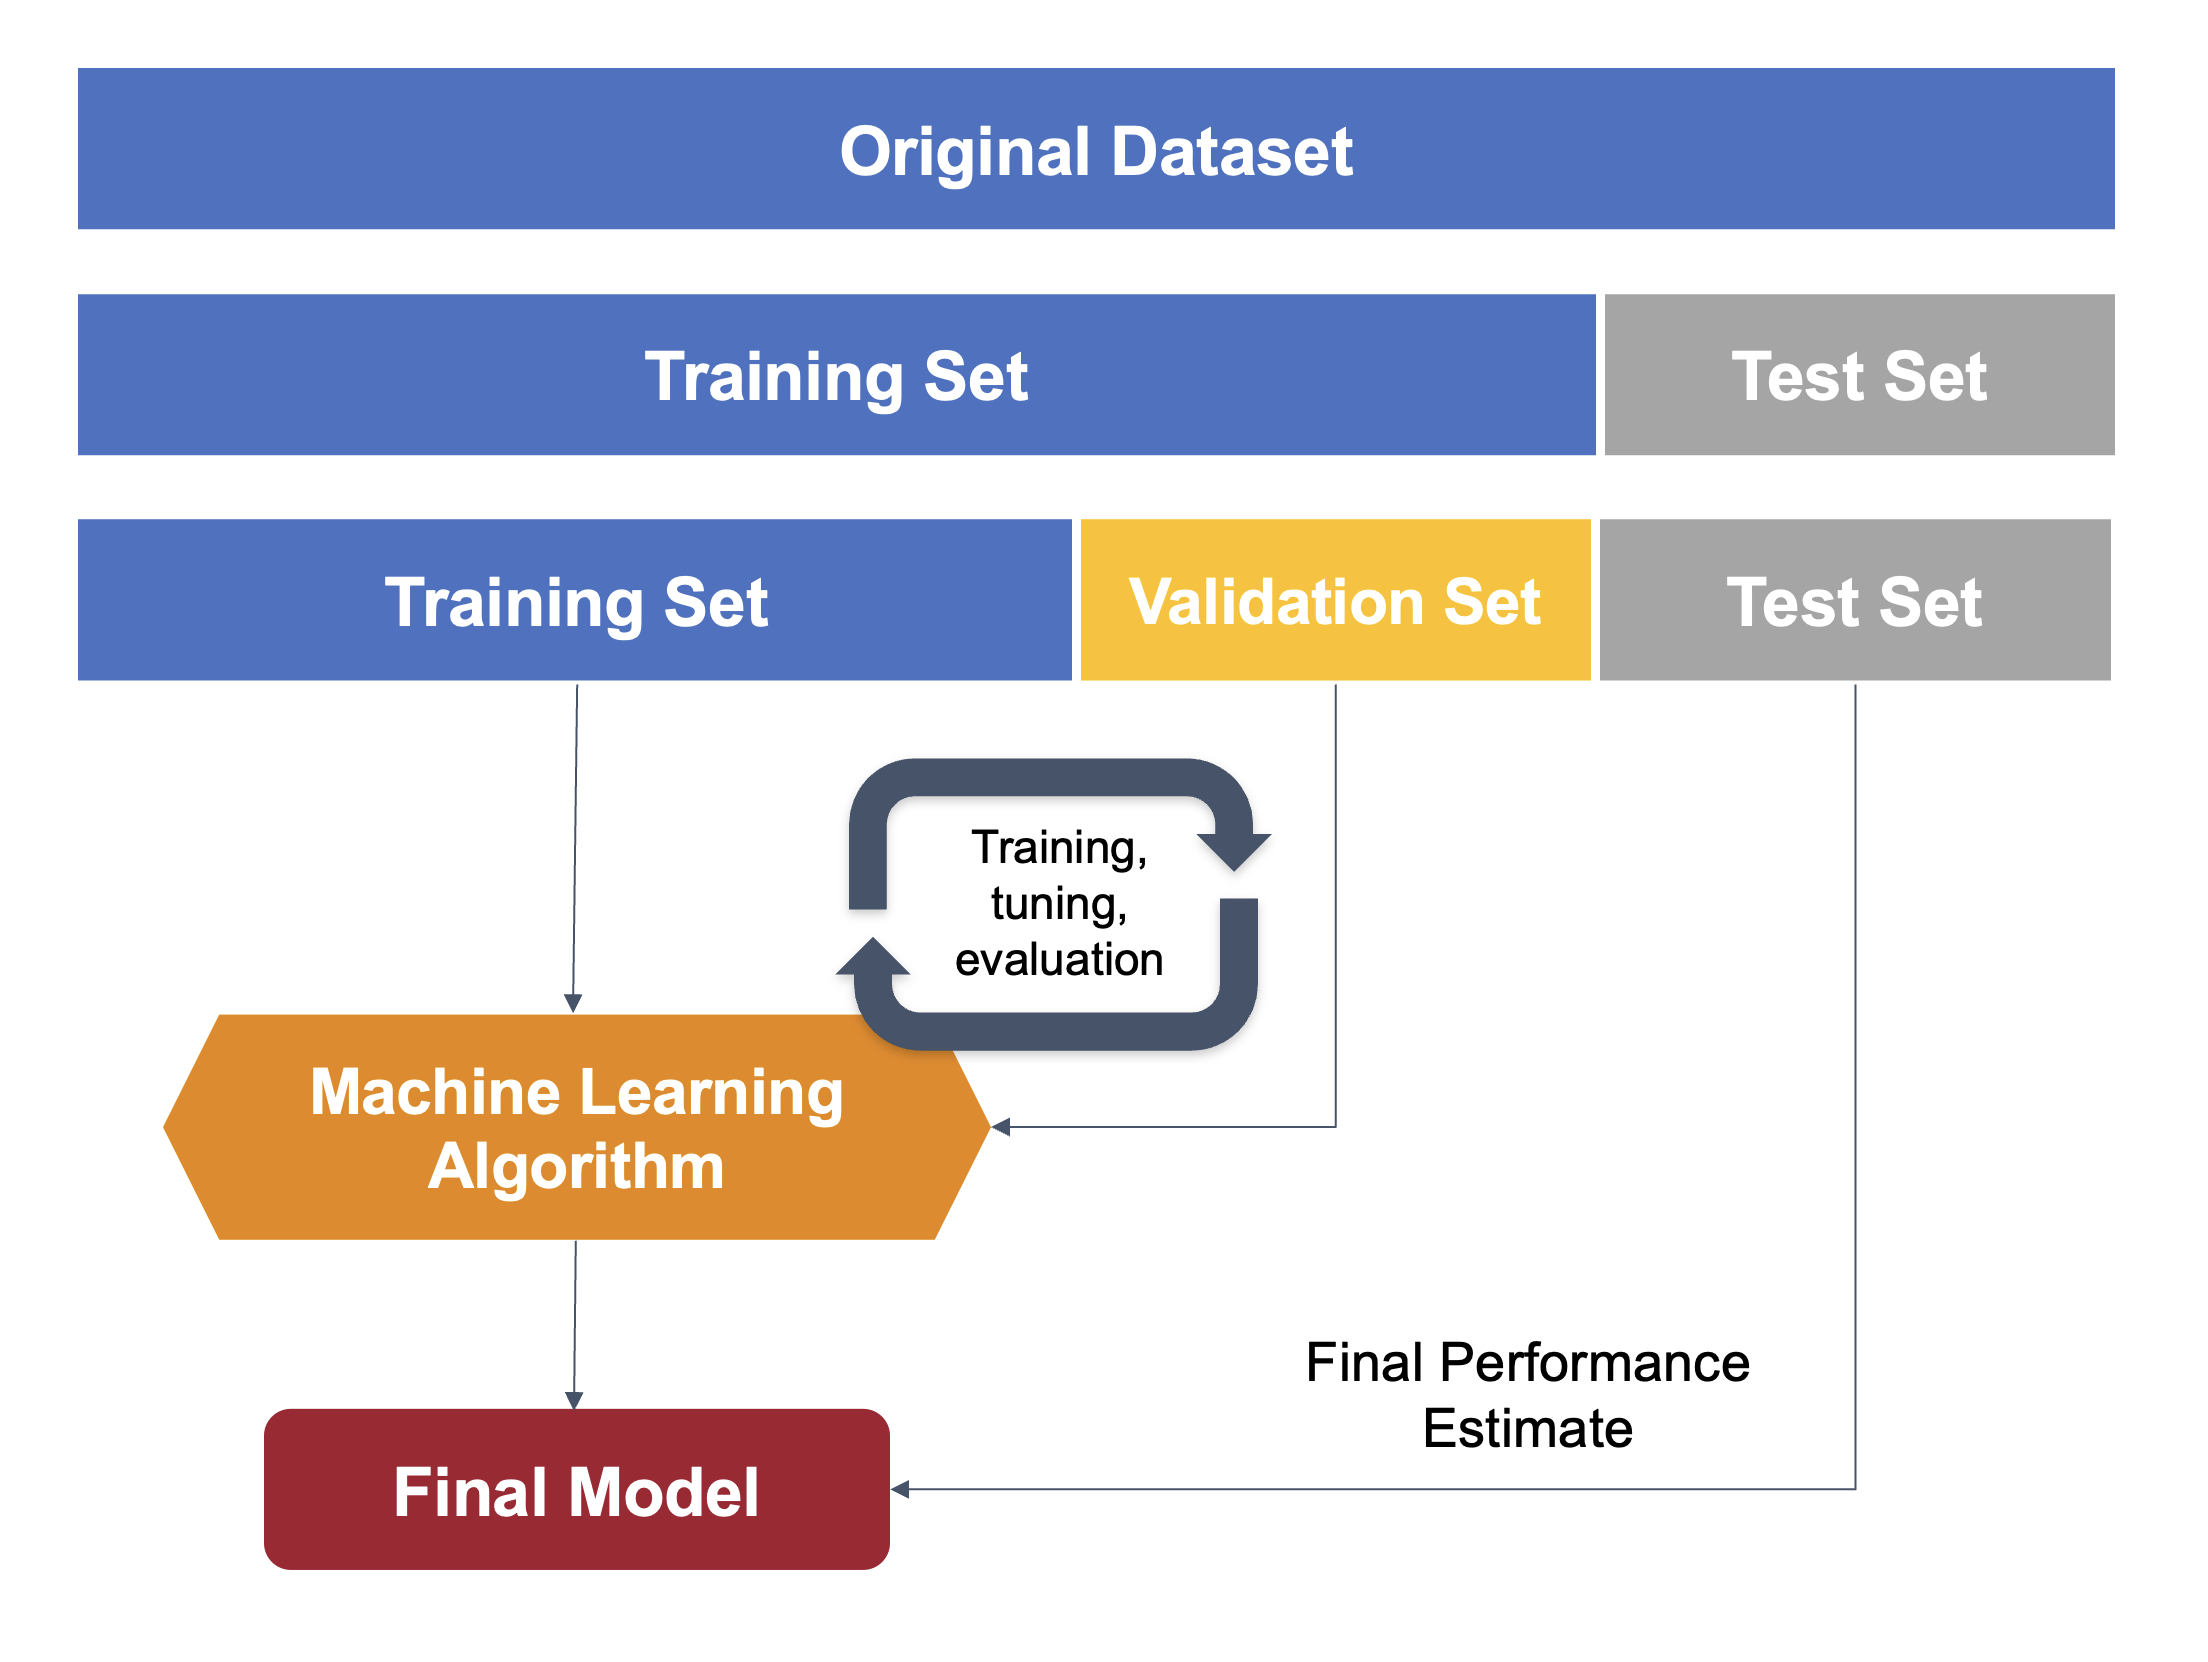 Original Dataset
Training Set
Test Set
Training Set
Validation Set
Test Set
Training,
tuning,
evaluation
Machine Learning
Algorithm
Final Performance
Estimate
Final Model